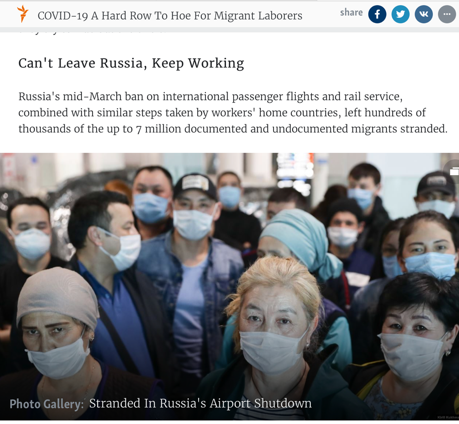 COVID-19 A Hard Row To Hoe For Migrant Laborers
share
Can't Leave Russia, Keep Working
Russia's mid-March ban on international passenger flights and rail service,
combined with similar steps taken by workers' home countries, left hundreds of
thousands of the up to 7 million documented and undocumented migrants stranded.
Photo Gallery: Stranded In Russia's Airport Shutdown